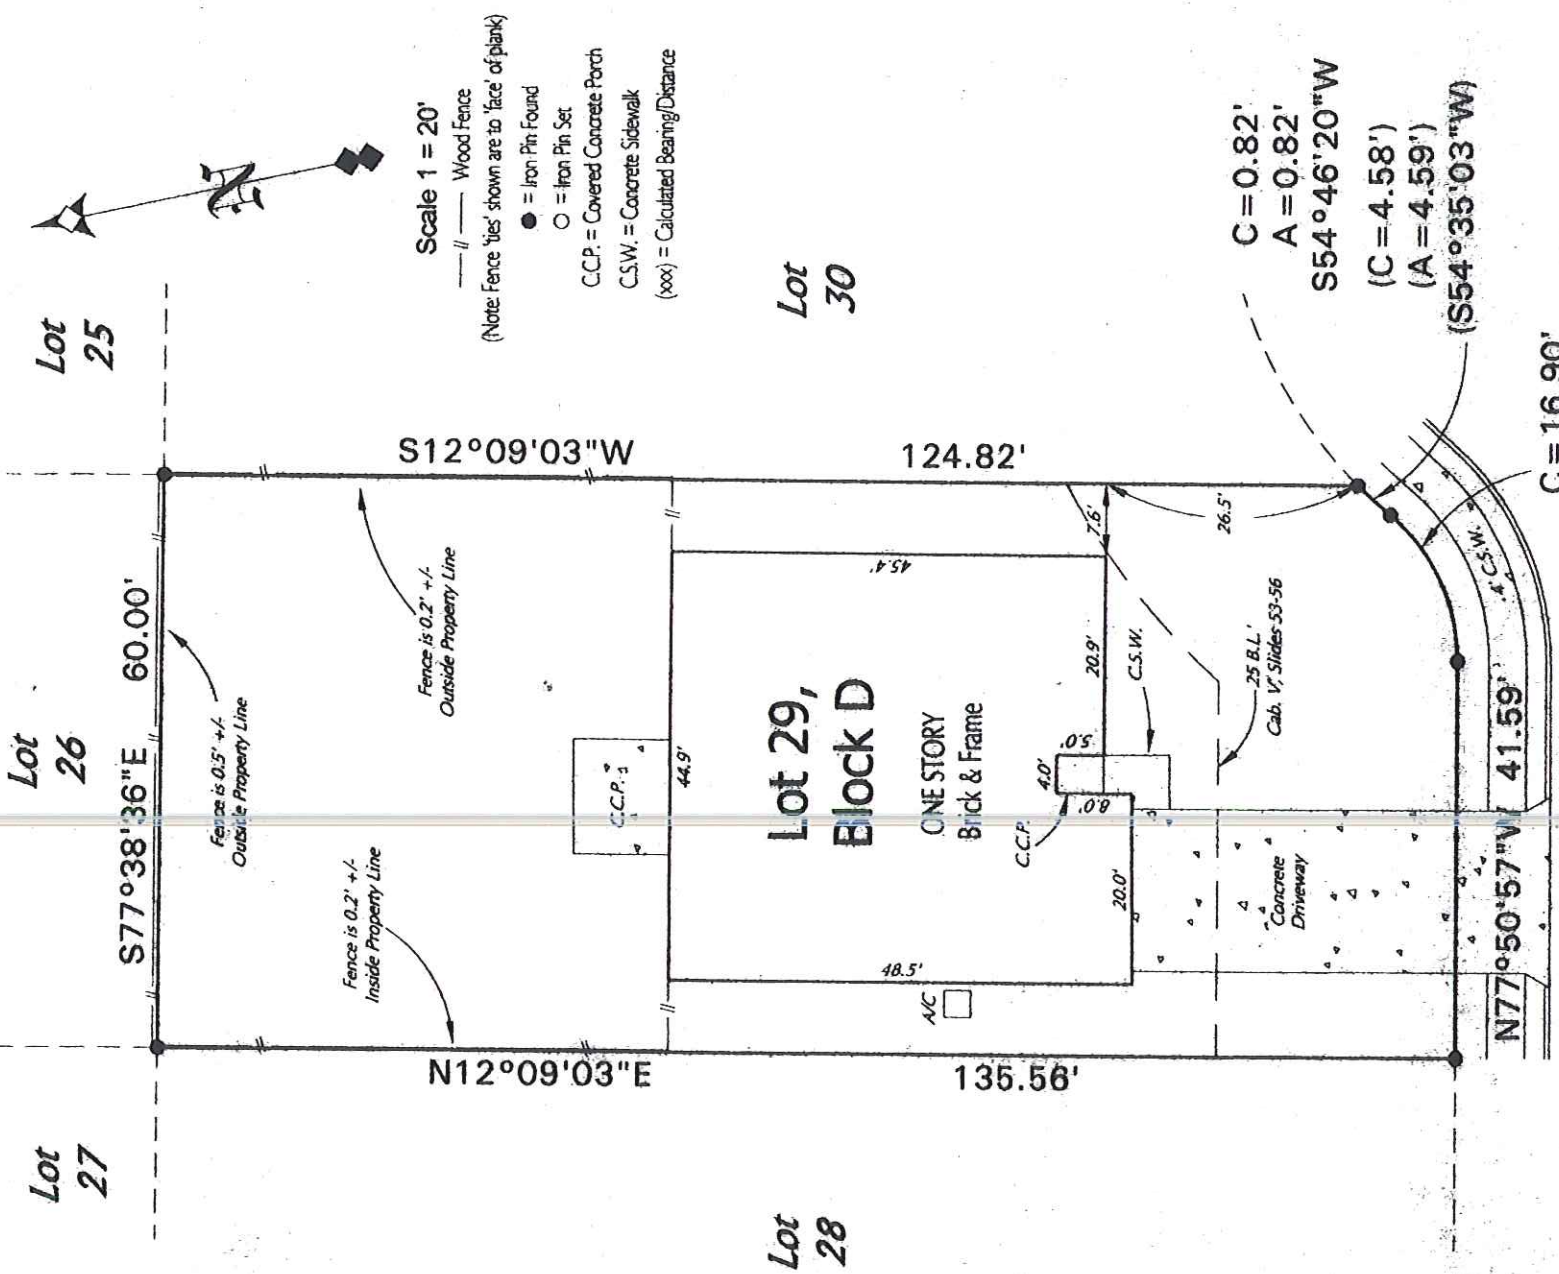 Lot
25
Lot
26
Lot
27
Lot
28
Lot
30
Scale 1 = 20'
—//— Wood Fence
(Note: Fence 'ties' shown are to 'face' of plank)
● = Iron Pin Found
○ = Iron Pin Set
C.C.P. = Covered Concrete Porch
C.S.W. = Concrete Sidewalk
(xxx) = Calculated Bearing/Distance
S77°38'36"E 60.00'
S12°09'03"W 124.82'
N12°09'03"E 135.56'
N77°50'57"W 41.59'
Fence is 0.5' +/-
Outside Property Line
Fence is 0.2' +/-
Outside Property Line
Fence is 0.2' +/-
Inside Property Line
C.C.P.
44.9'
45.4'
48.5'
Lot 29,
Block D
ONE STORY
Brick & Frame
A/C
C.C.P.
4.0'
5.0'
8.0'
20.9'
20.0'
7.6'
26.5'
C.S.W.
25 B.L.'
Cab. V, Slides 53-56
Concrete
Driveway
4' C.S.W.
C = 0.82'
A = 0.82'
S54°46'20"W
(C = 4.58')
(A = 4.59')
(S54°35'03"W)
C = 16.90'